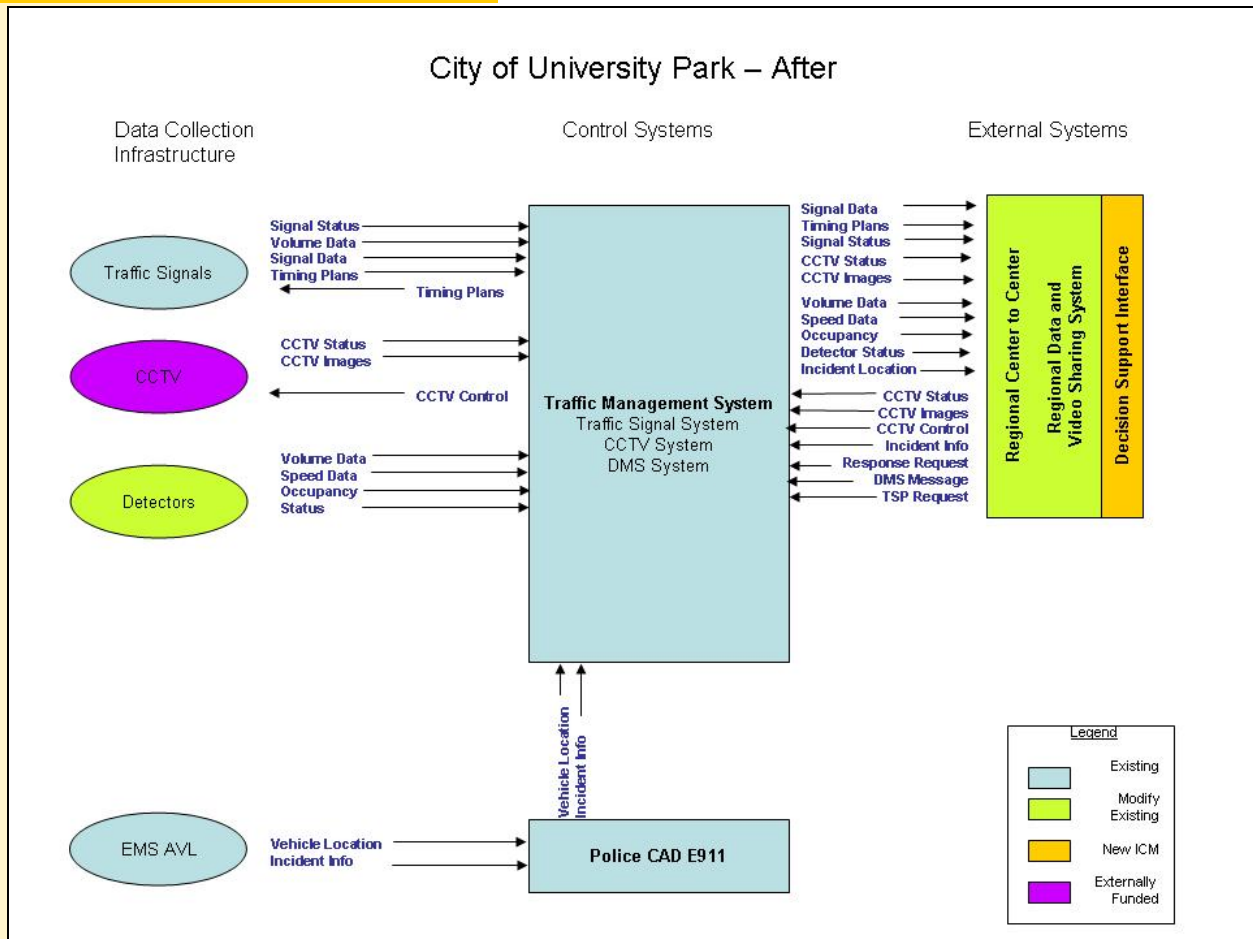 City of University Park – After
Data Collection
Infrastructure
Control Systems
External Systems
Traffic Signals
Signal Status
Volume Data
Signal Data
Timing Plans
Timing Plans
CCTV
CCTV Status
CCTV Images
CCTV Control
Detectors
Volume Data
Speed Data
Occupancy
Status
EMS AVL
Vehicle Location
Incident Info
Traffic Management System
Traffic Signal System
CCTV System
DMS System
Vehicle Location
Incident Info
Police CAD E911
Signal Data
Timing Plans
Signal Status
CCTV Status
CCTV Images
Volume Data
Speed Data
Occupancy
Detector Status
Incident Location
CCTV Status
CCTV Images
CCTV Control
Incident Info
Response Request
DMS Message
TSP Request
Regional Center to Center
Regional Data and
Video Sharing System
Decision Support Interface
Legend
Existing
Modify
Existing
New ICM
Externally
Funded